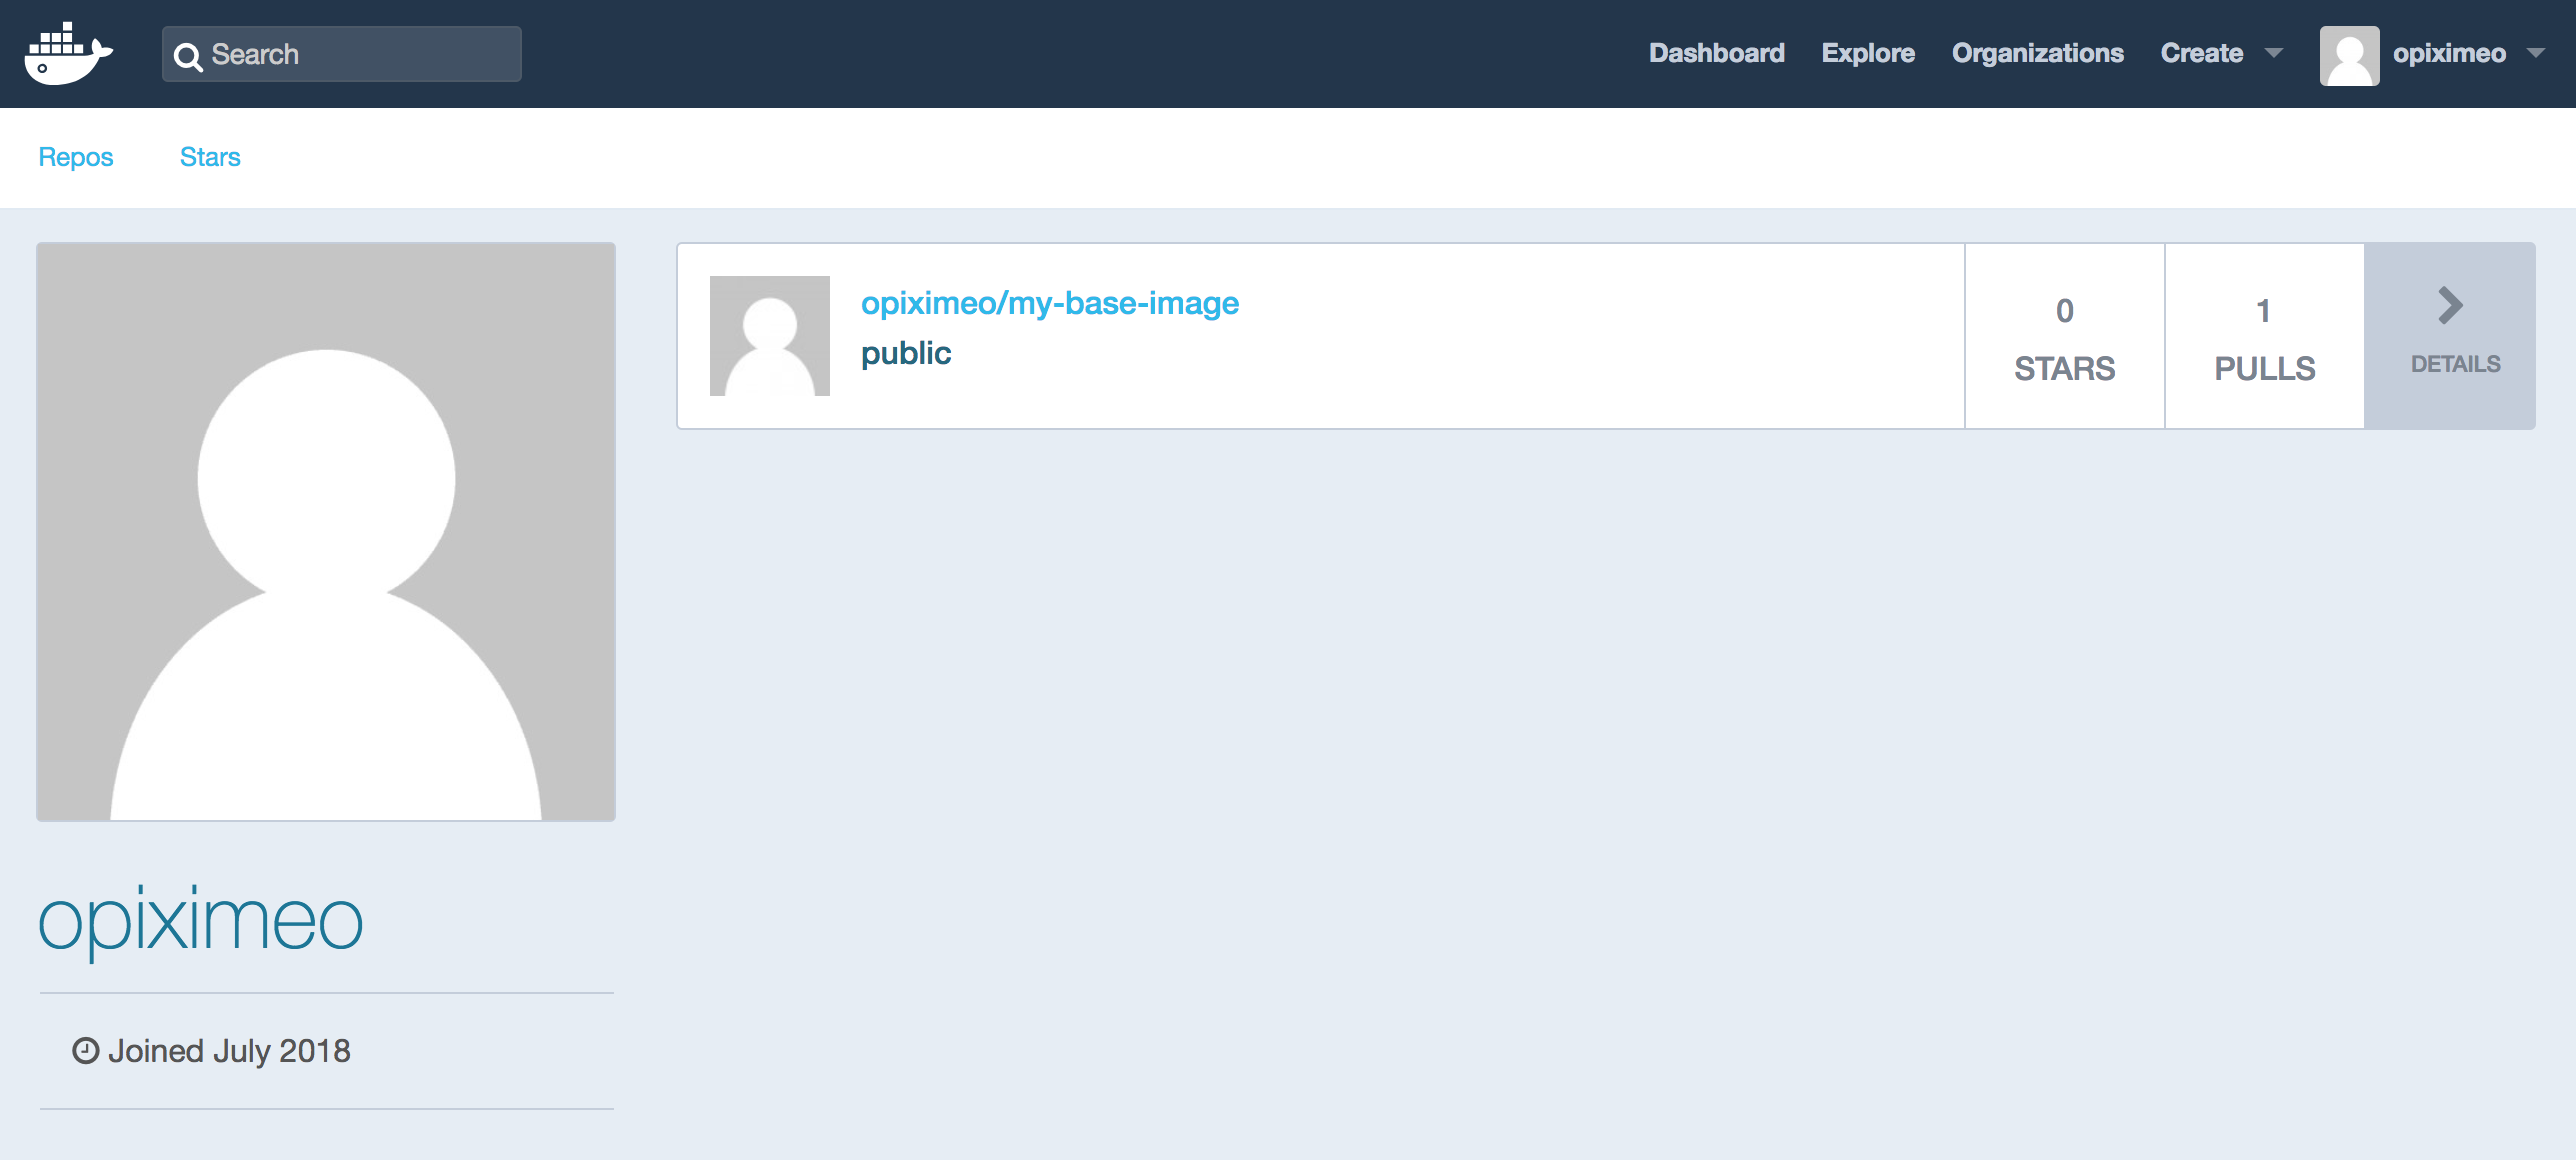 Search
Dashboard Explore Organizations Create opiximeo
Repos Stars
opiximeo/my-base-image
public
0
STARS
1
PULLS
DETAILS
opiximeo
Joined July 2018